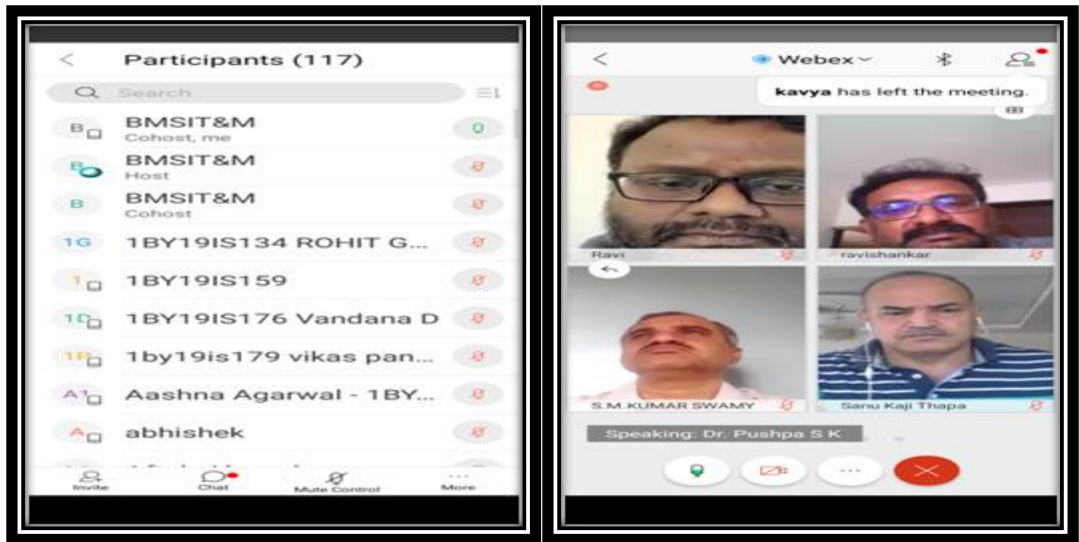 Participants (117)
Search
BMSIT&M
Cohost, me
BMSIT&M
Host
BMSIT&M
Cohost
1G 1BY19IS134 ROHIT G...
1BY19IS159
1BY19IS176 Vandana D
1by19is179 vikas pan...
Aashna Agarwal - 1BY...
abhishek
Invite
Chat
Mute Control
More
Webex
kavya has left the meeting.
Ravi
ravishankar
S.M.KUMAR SWAMY
Sanu Kaji Thapa
Speaking: Dr. Pushpa S K